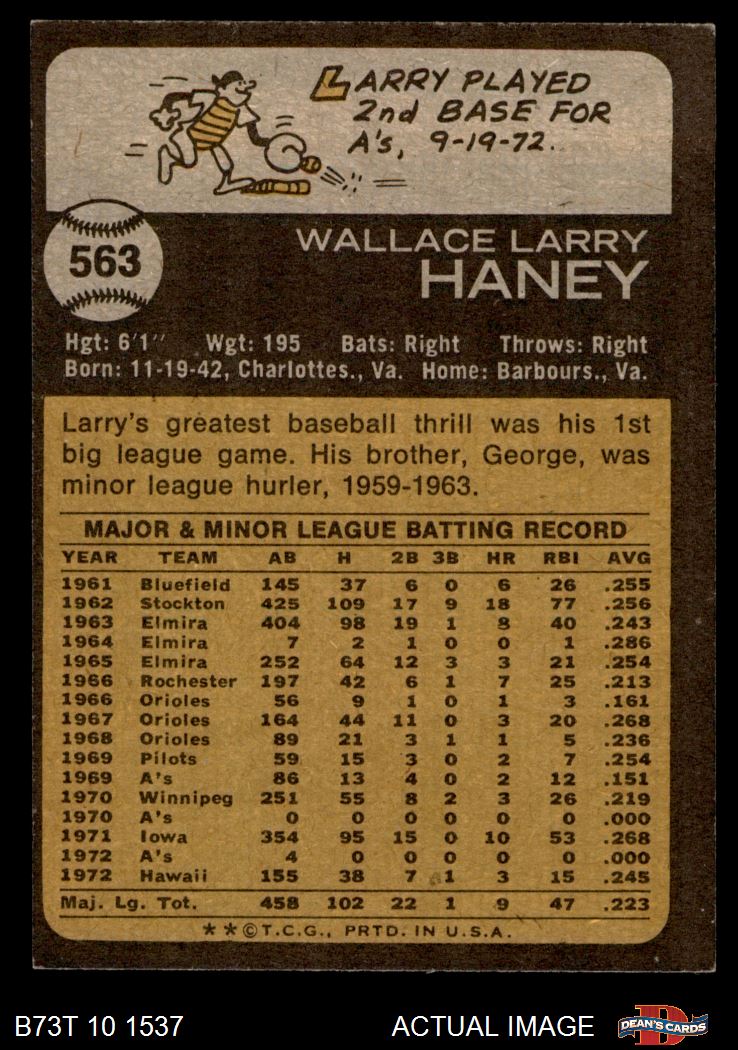 LARRY PLAYED
2nd BASE FOR
A's, 9-19-72.
563
WALLACE LARRY
HANEY
Hgt: 6'1" Wgt: 195 Bats: Right Throws: Right
Born: 11-19-42, Charlottes., Va. Home: Barbours., Va.
Larry's greatest baseball thrill was his 1st
big league game. His brother, George, was
minor league hurler, 1959-1963.
MAJOR & MINOR LEAGUE BATTING RECORD
YEAR TEAM AB H 2B 3B HR RBI AVG
1961 Bluefield 145 37 6 0 6 26 .255
1962 Stockton 425 109 17 9 18 77 .256
1963 Elmira 404 98 19 1 8 40 .243
1964 Elmira 7 2 1 0 0 1 .286
1965 Elmira 252 64 12 3 3 21 .254
1966 Rochester 197 42 6 1 7 25 .213
1966 Orioles 56 9 1 0 1 3 .161
1967 Orioles 164 44 11 0 3 20 .268
1968 Orioles 89 21 3 1 1 5 .236
1969 Pilots 59 15 3 0 2 7 .254
1969 A's 86 13 4 0 2 12 .151
1970 Winnipeg 251 55 8 2 3 26 .219
1970 A's 0 0 0 0 0 0 .000
1971 Iowa 354 95 15 0 10 53 .268
1972 A's 4 0 0 0 0 0 .000
1972 Hawaii 155 38 7 1 3 15 .245
Maj. Lg. Tot. 458 102 22 1 9 47 .223
* * © T.C.G., PRTD. IN U.S.A.
B73T 10 1537 ACTUAL IMAGE D DEAN'S CARDS